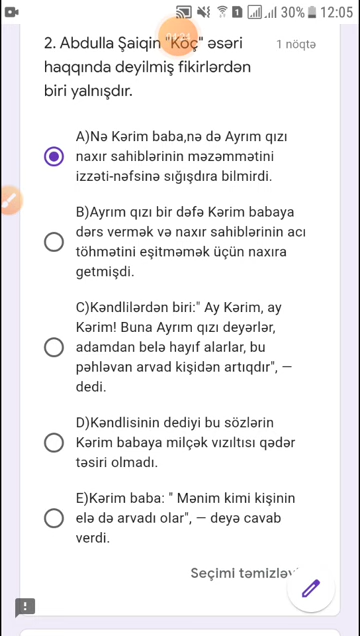 30% 12:05
2. Abdulla Şaiqin "Köç" əsəri 1 nöqtə
haqqında deyilmiş fikirlərdən
biri yalnışdır.
A)Nə Kərim baba,nə də Ayrım qızı
naxır sahiblərinin məzəmmətini
izzəti-nəfsinə sığışdıra bilmirdi.
B)Ayrım qızı bir dəfə Kərim babaya
dərs vermək və naxır sahiblərinin acı
töhmətini eşitməmək üçün naxıra
getmişdi.
C)Kəndlilərdən biri:" Ay Kərim, ay
Kərim! Buna Ayrım qızı deyərlər,
adamdan belə hayıf alarlar, bu
pəhləvan arvad kişidən artıqdır", —
dedi.
D)Kəndlisinin dediyi bu sözlərin
Kərim babaya milçək vızıltısı qədər
təsiri olmadı.
E)Kərim baba: " Mənim kimi kişinin
elə də arvadı olar", — deyə cavab
verdi.
Seçimi